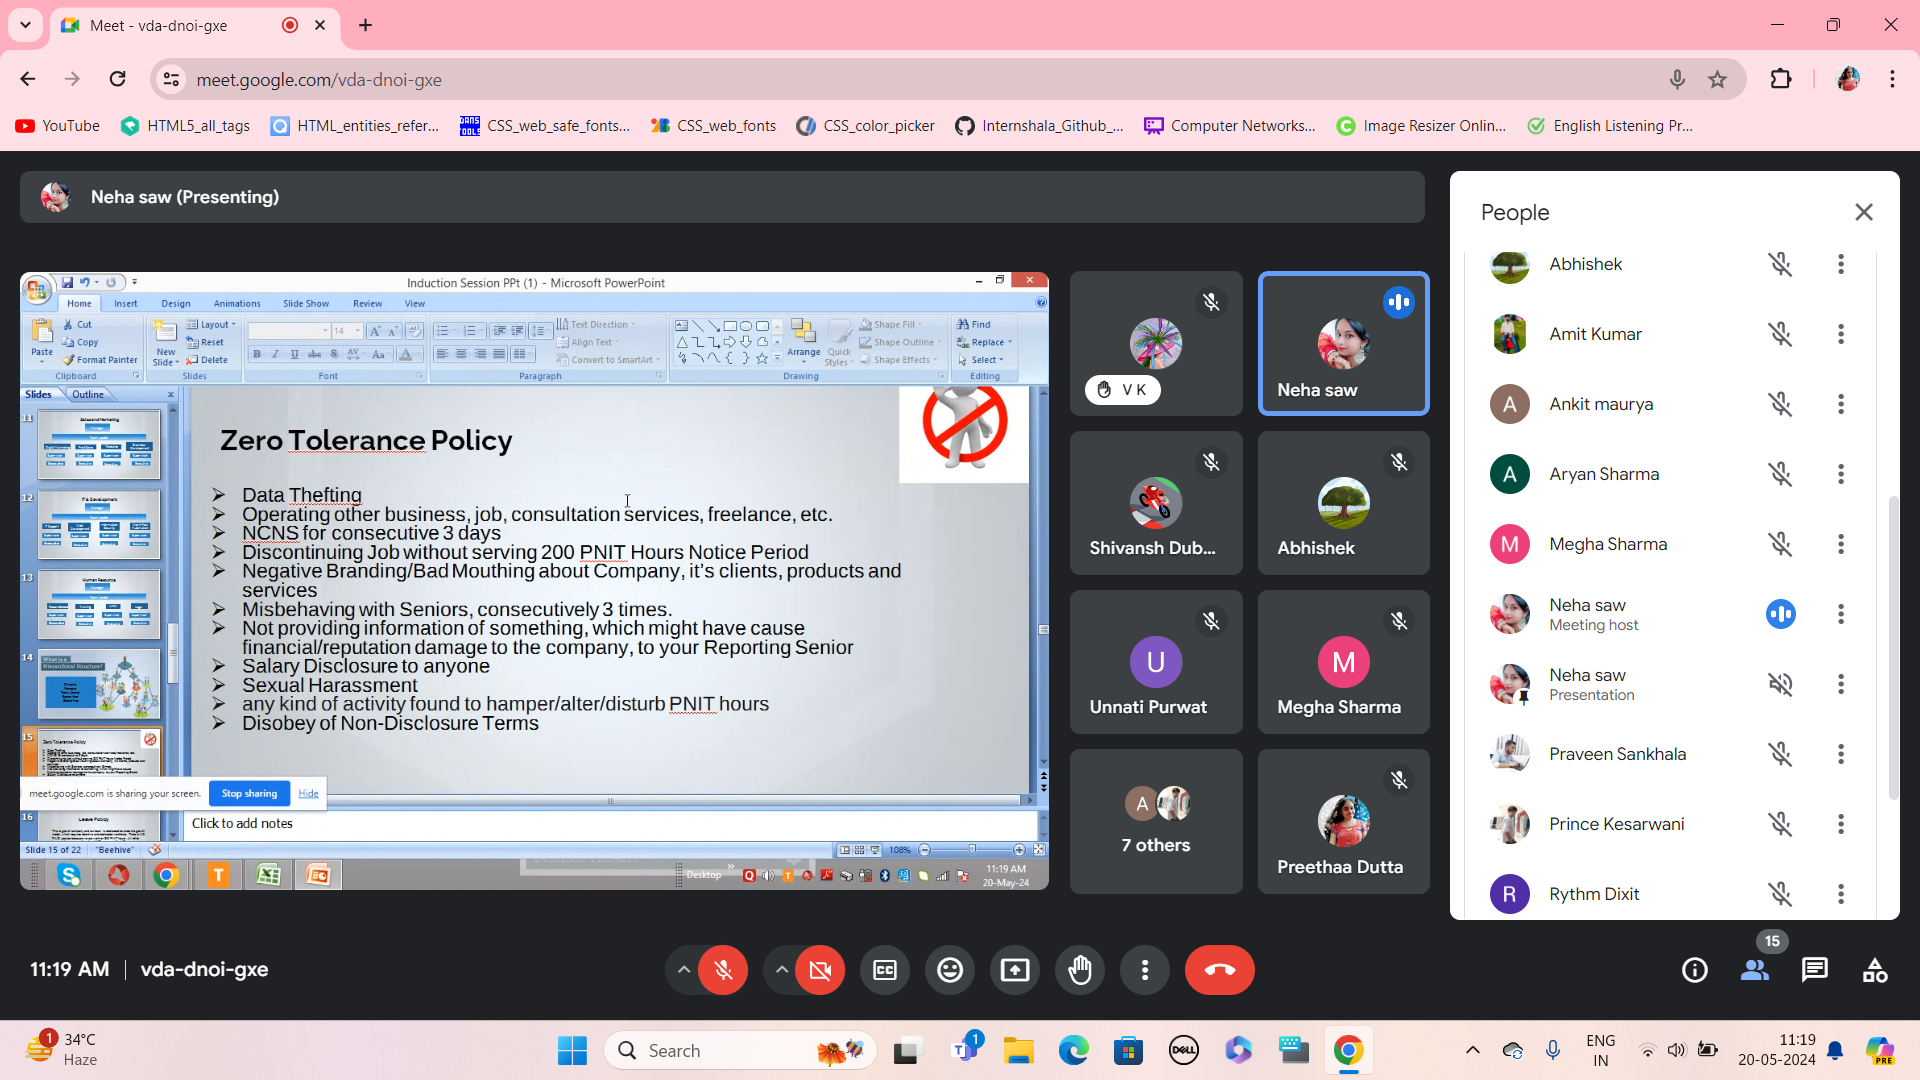 Meet - vda-dnoi-gxe
meet.google.com/vda-dnoi-gxe
YouTube
HTML5_all_tags
HTML_entities_refer...
CSS_web_safe_fonts...
CSS_web_fonts
CSS_color_picker
Internshala_Github_...
Computer Networks...
Image Resizer Onlin...
English Listening Pr...
Neha saw (Presenting)
Induction Session PPt (1) - Microsoft PowerPoint
Home Insert Design Animations Slide Show Review View
Cut
Copy
Format Painter
Paste
Clipboard
New Slide
Layout
Reset
Delete
Slides
14
Font
Text Direction
Align Text
Convert to SmartArt
Paragraph
Arrange
Quick Styles
Shape Fill
Shape Outline
Shape Effects
Drawing
Find
Replace
Select
Editing
Slides Outline
11
12
13
14
15
16
Zero Tolerance Policy
Data Thefting
Operating other business, job, consultation services, freelance, etc.
NCNS for consecutive 3 days
Discontinuing Job without serving 200 PNIT Hours Notice Period
Negative Branding/Bad Mouthing about Company, it's clients, products and
services
Misbehaving with Seniors, consecutively 3 times.
Not providing information of something, which might have cause
financial/reputation damage to the company, to your Reporting Senior
Salary Disclosure to anyone
Sexual Harassment
any kind of activity found to hamper/alter/disturb PNIT hours
Disobey of Non-Disclosure Terms
meet.google.com is sharing your screen.
Stop sharing
Hide
Click to add notes
Slide 15 of 22
"Beehive"
108%
Desktop
11:19 AM
20-May-24
V K
Neha saw
Shivansh Dub...
Abhishek
U
Unnati Purwat
M
Megha Sharma
A
7 others
Preethaa Dutta
People
Abhishek
Amit Kumar
A
Ankit maurya
A
Aryan Sharma
M
Megha Sharma
Neha saw
Meeting host
Neha saw
Presentation
Praveen Sankhala
Prince Kesarwani
R
Rythm Dixit
11:19 AM
vda-dnoi-gxe
15
1
34°C
Haze
Search
1
DELL
ENG
IN
11:19
20-05-2024
PRE